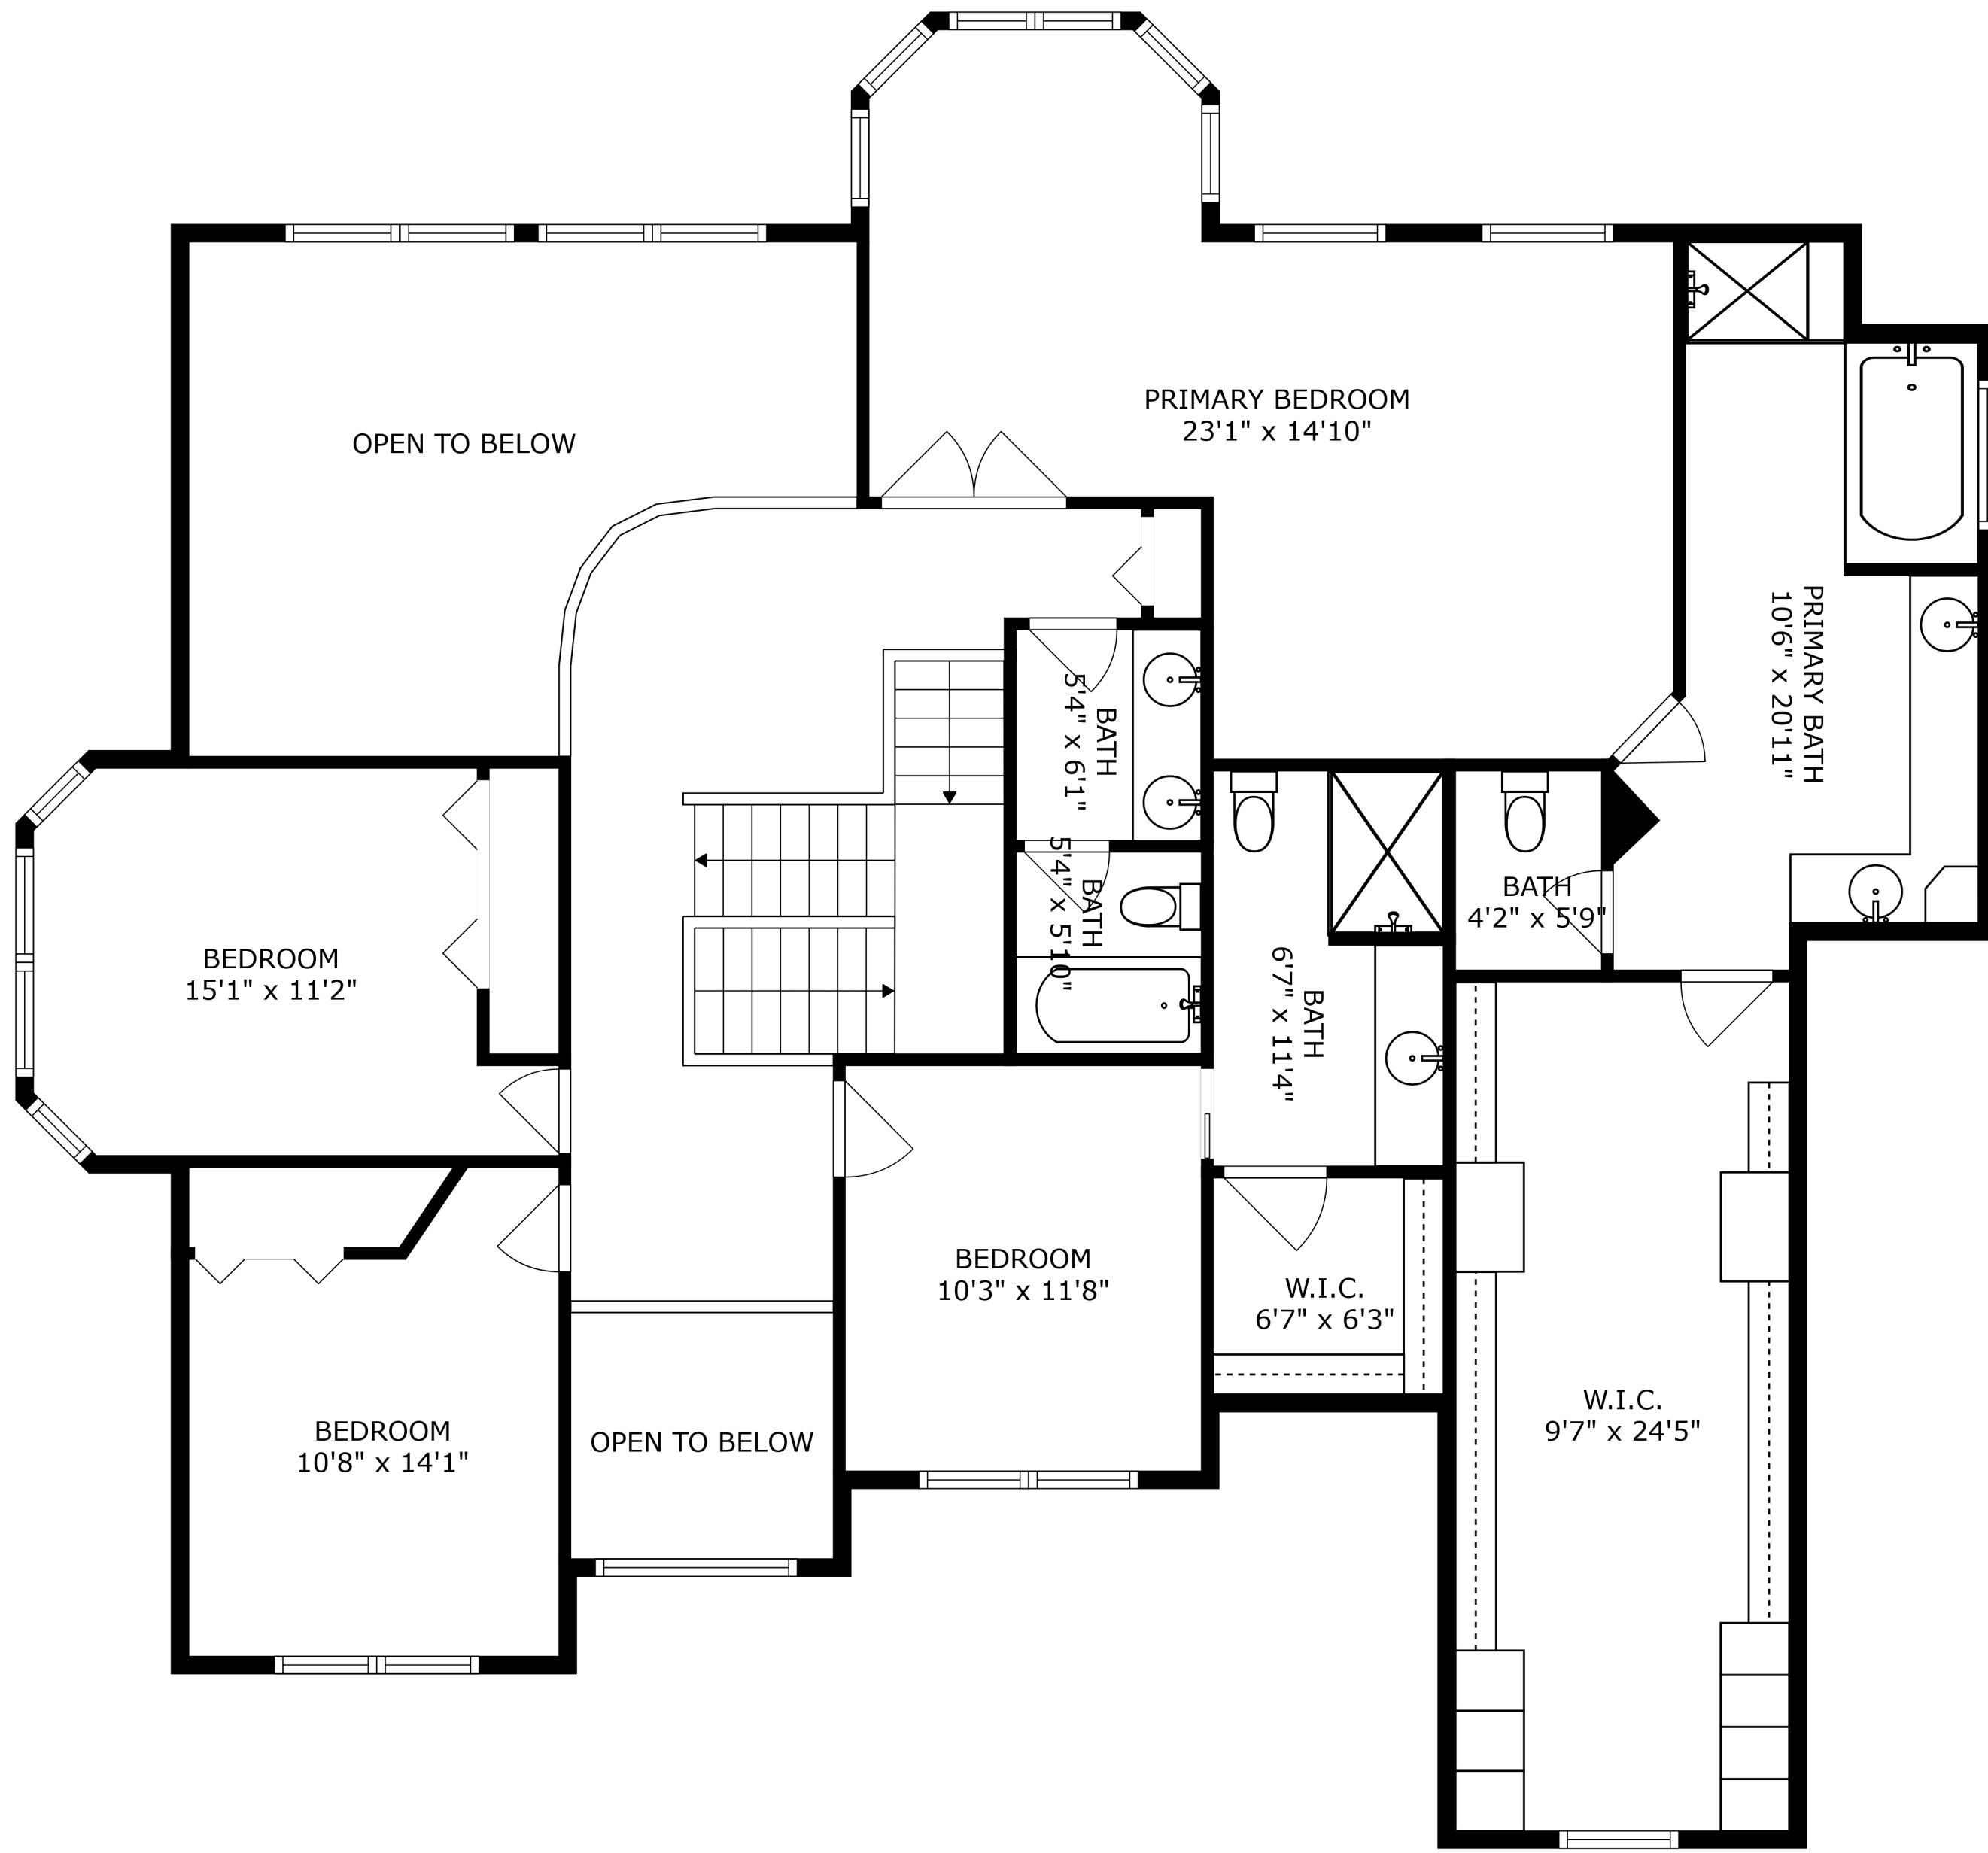 PRIMARY BEDROOM
23'1" x 14'10"
OPEN TO BELOW
PRIMARY BATH
10'6" x 20'11"
BATH
5'4" x 6'1"
BATH
5'4" x 5'10"
BATH
4'2" x 5'9"
BEDROOM
15'1" x 11'2"
BATH
6'7" x 11'4"
BEDROOM
10'3" x 11'8"
W.I.C.
6'7" x 6'3"
W.I.C.
9'7" x 24'5"
BEDROOM
10'8" x 14'1"
OPEN TO BELOW